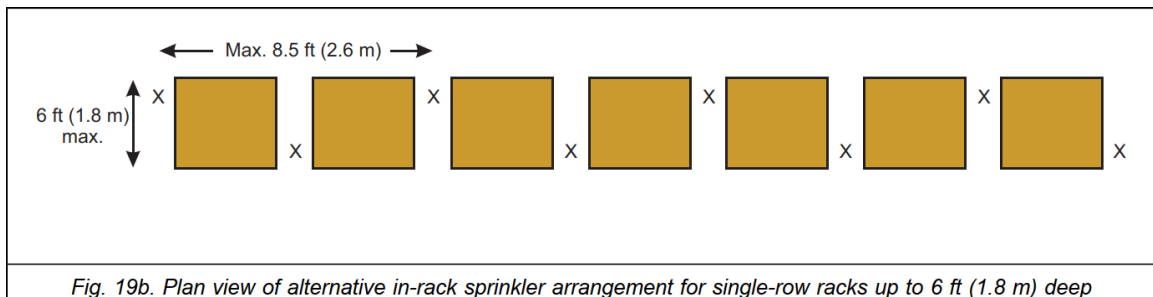 Max. 8.5 ft (2.6 m)
X X X X
6 ft (1.8 m)
max.
X X X X
Fig. 19b. Plan view of alternative in-rack sprinkler arrangement for single-row racks up to 6 ft (1.8 m) deep